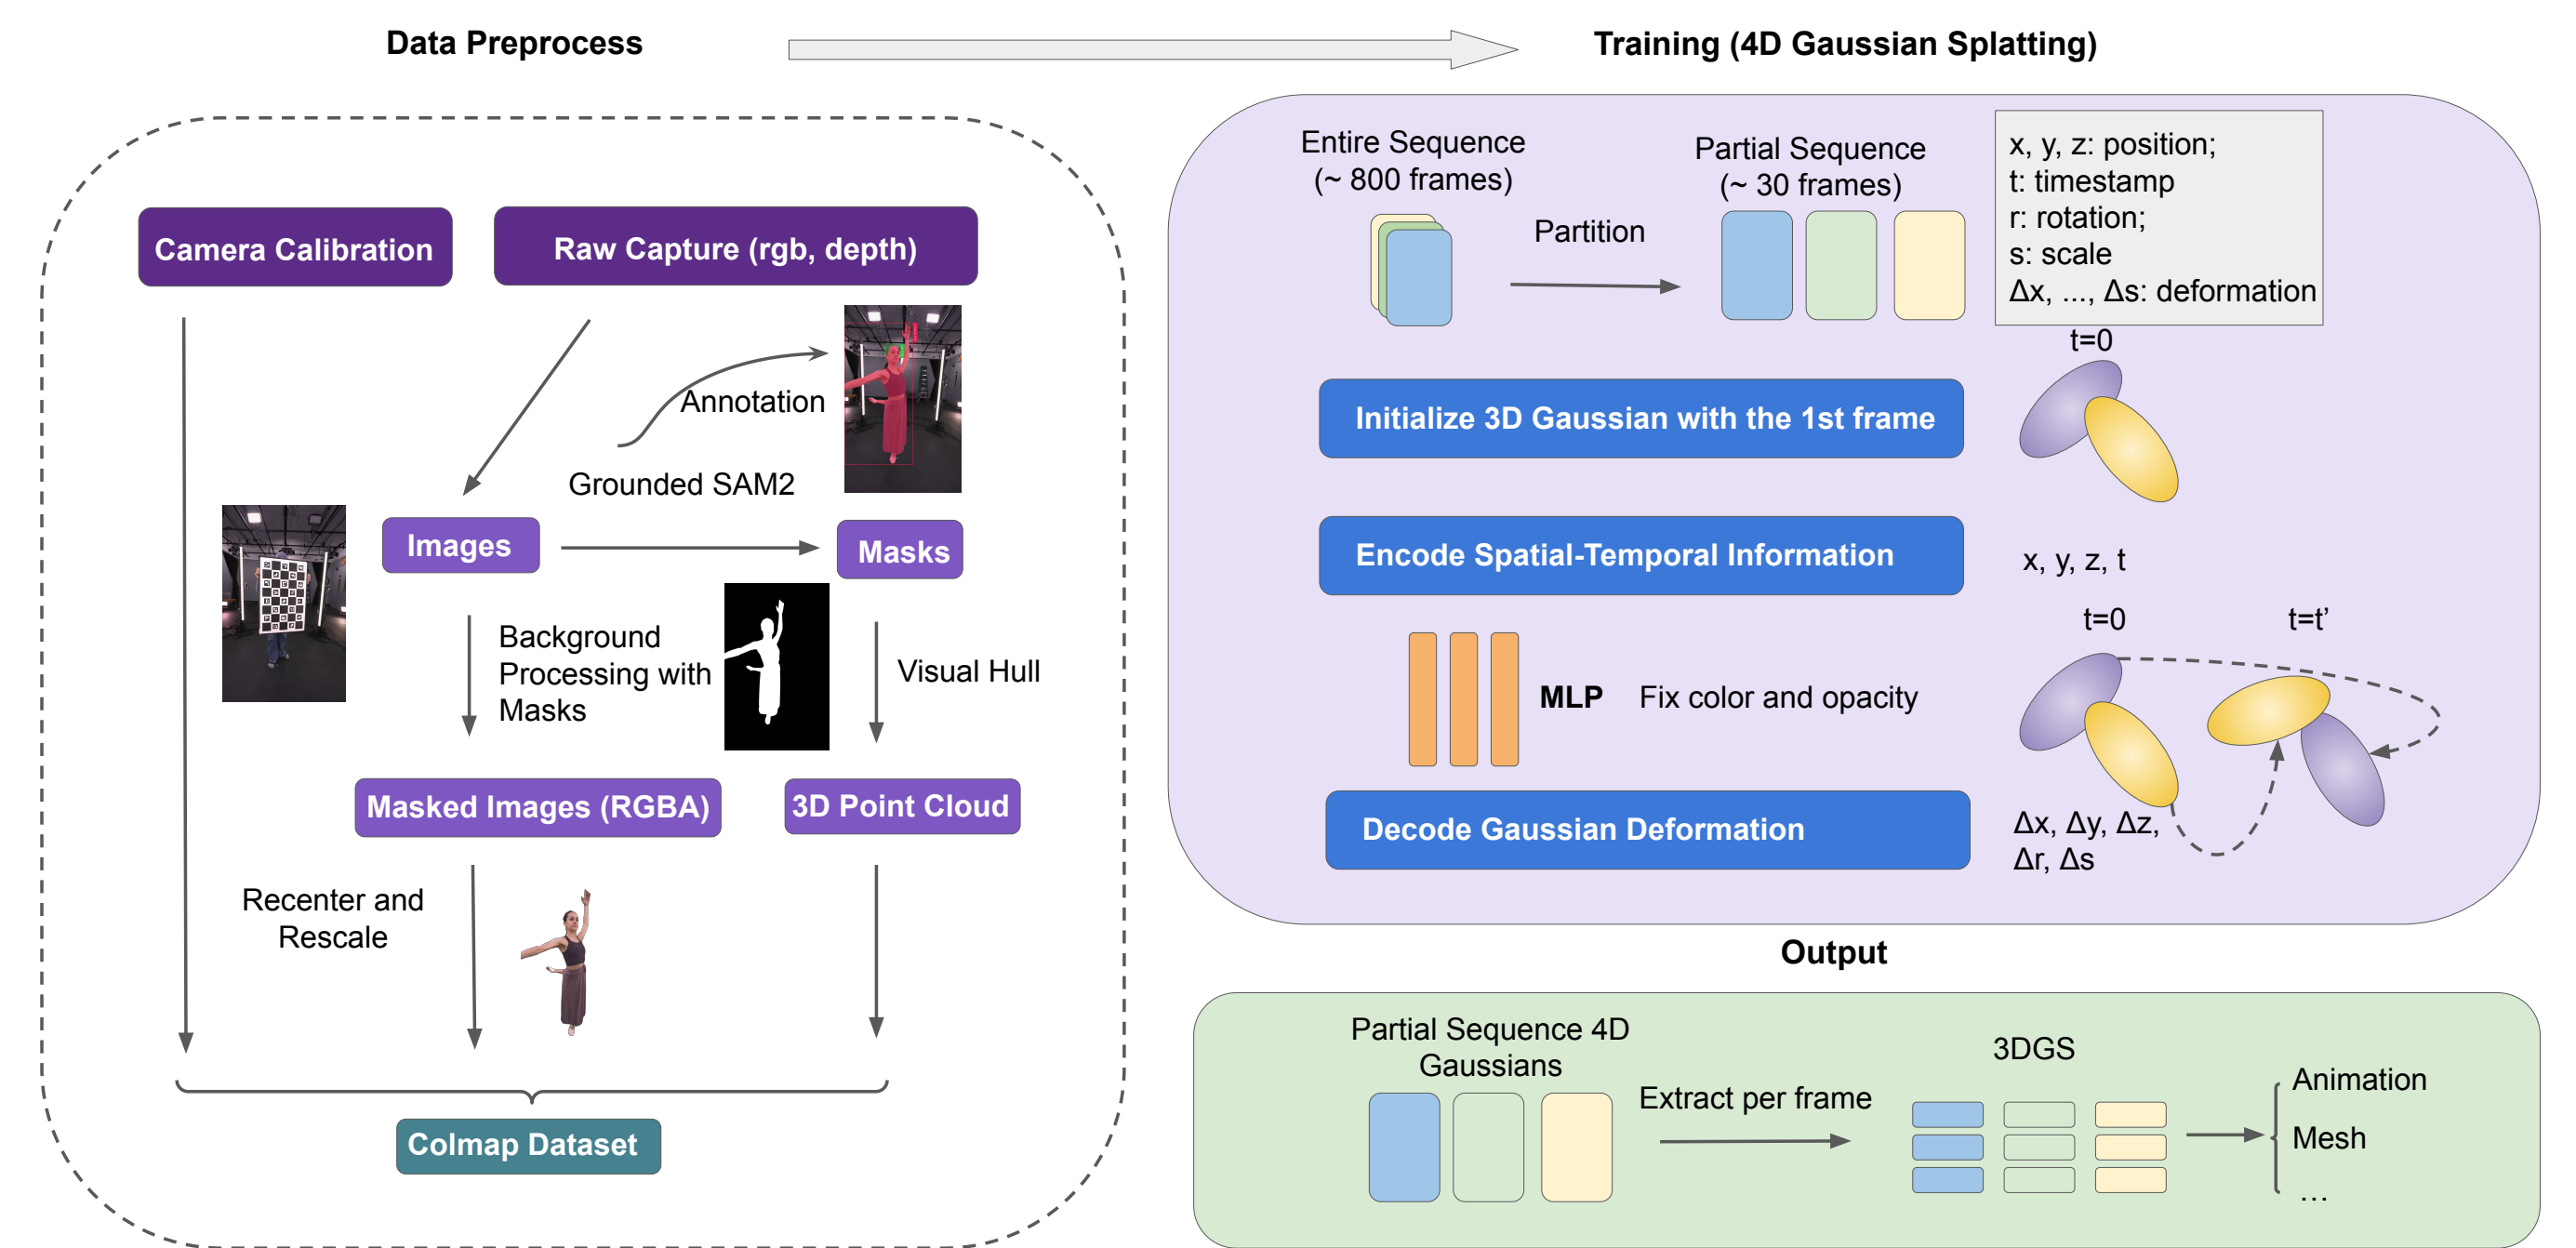 Data Preprocess
Camera Calibration
Raw Capture (rgb, depth)
Annotation
Grounded SAM2
Images
Masks
Background
Processing with
Masks
Visual Hull
Masked Images (RGBA)
3D Point Cloud
Recenter and
Rescale
Colmap Dataset
Training (4D Gaussian Splatting)
Entire Sequence
(~ 800 frames)
Partition
Partial Sequence
(~ 30 frames)
x, y, z: position;
t: timestamp
r: rotation;
s: scale
Δx, ..., Δs: deformation
t=0
Initialize 3D Gaussian with the 1st frame
Encode Spatial-Temporal Information
x, y, z, t
t=0
t=t’
MLP
Fix color and opacity
Decode Gaussian Deformation
Δx, Δy, Δz,
Δr, Δs
Output
Partial Sequence 4D
Gaussians
Extract per frame
3DGS
Animation
Mesh
…